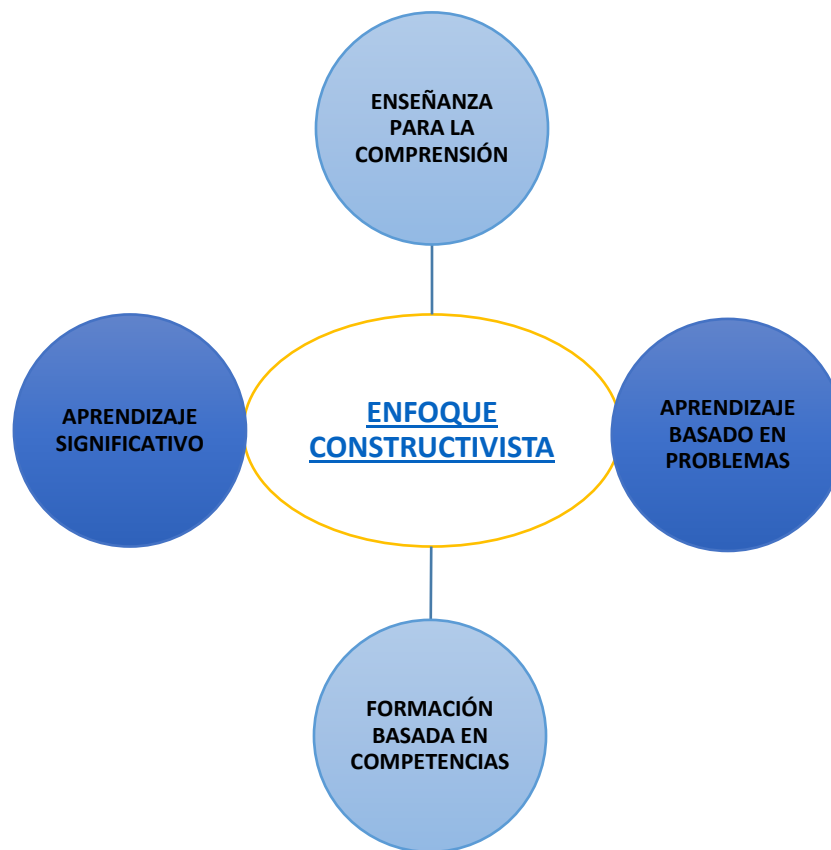 ENSEÑANZA
PARA LA
COMPRENSIÓN
APRENDIZAJE
SIGNIFICATIVO
ENFOQUE
CONSTRUCTIVISTA
APRENDIZAJE
BASADO EN
PROBLEMAS
FORMACIÓN
BASADA EN
COMPETENCIAS